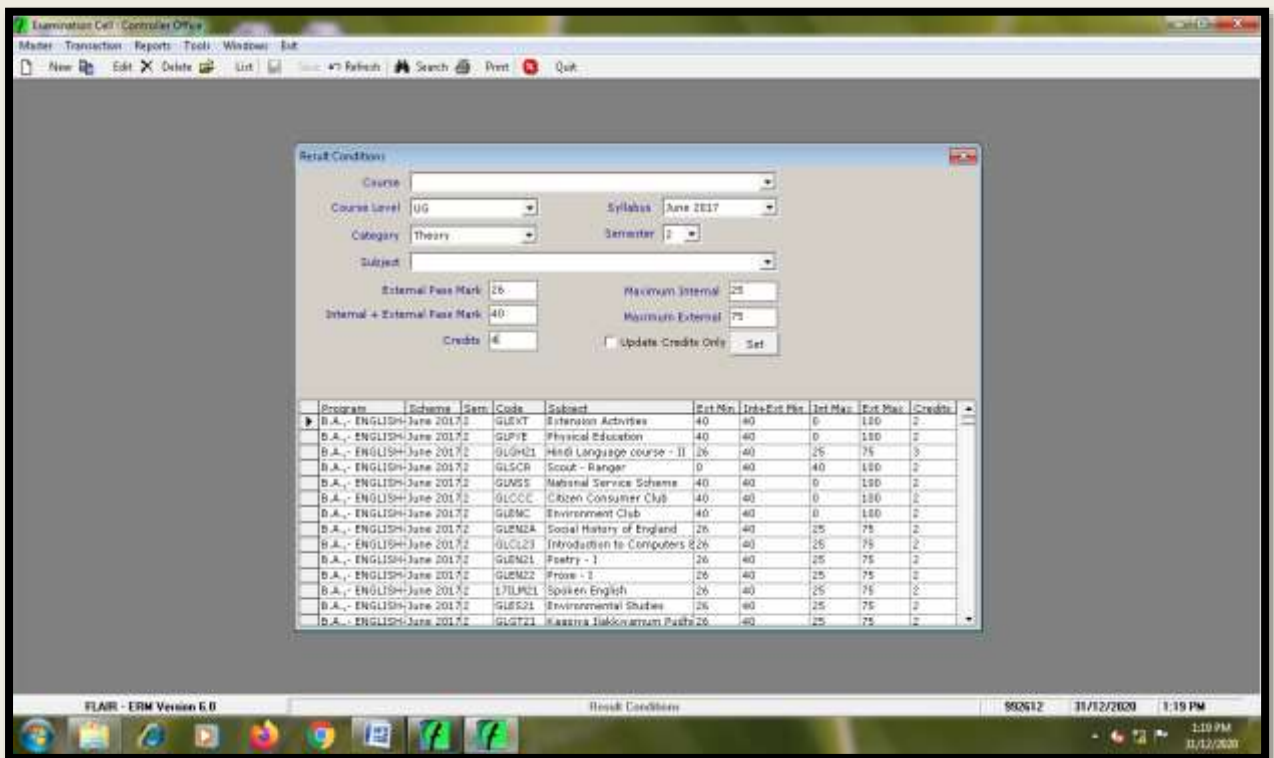 Examination Cell - Controller Office
Master Transaction Reports Tools Windows Exit
New Edit Delete List Save Refresh Search Print Quit
Result Conditions
Course
Course Level UG Syllabus June 2017
Category Theory Semester 2
Subject
External Pass Mark 26 Maximum Internal 25
Internal + External Pass Mark 40 Maximum External 75
Credits 4 Update Credits Only Set
Program Scheme Sem Code Subject Ext Min Int+Ext Min Int Max Ext Max Credits
B.A.,- ENGLISH- June 2017 2 GLEXT Extension Activities 40 40 0 100 2
B.A.,- ENGLISH- June 2017 2 GLPYE Physical Education 40 40 0 100 2
B.A.,- ENGLISH- June 2017 2 GLGH21 Hindi Language course - II 26 40 25 75 3
B.A.,- ENGLISH- June 2017 2 GLSCR Scout - Ranger 0 40 40 100 2
B.A.,- ENGLISH- June 2017 2 GLNSS National Service Scheme 40 40 0 100 2
B.A.,- ENGLISH- June 2017 2 GLCCC Citizen Consumer Club 40 40 0 100 2
B.A.,- ENGLISH- June 2017 2 GLENC Environment Club 40 40 0 100 2
B.A.,- ENGLISH- June 2017 2 GLEN2A Social History of England 26 40 25 75 2
B.A.,- ENGLISH- June 2017 2 GLCL23 Introduction to Computers 26 40 25 75 2
B.A.,- ENGLISH- June 2017 2 GLEN21 Poetry - I 26 40 25 75 2
B.A.,- ENGLISH- June 2017 2 GLEN22 Prose - I 26 40 25 75 2
B.A.,- ENGLISH- June 2017 2 17ILM21 Spoken English 26 40 25 75 2
B.A.,- ENGLISH- June 2017 2 GLES21 Environmental Studies 26 40 25 75 2
B.A.,- ENGLISH- June 2017 2 GLGT21 26 40 25 75 2
FLAIR - ERM Version 6.0 Result Conditions 992612 31/12/2020 1:19 PM
1:19 PM
31/12/2020